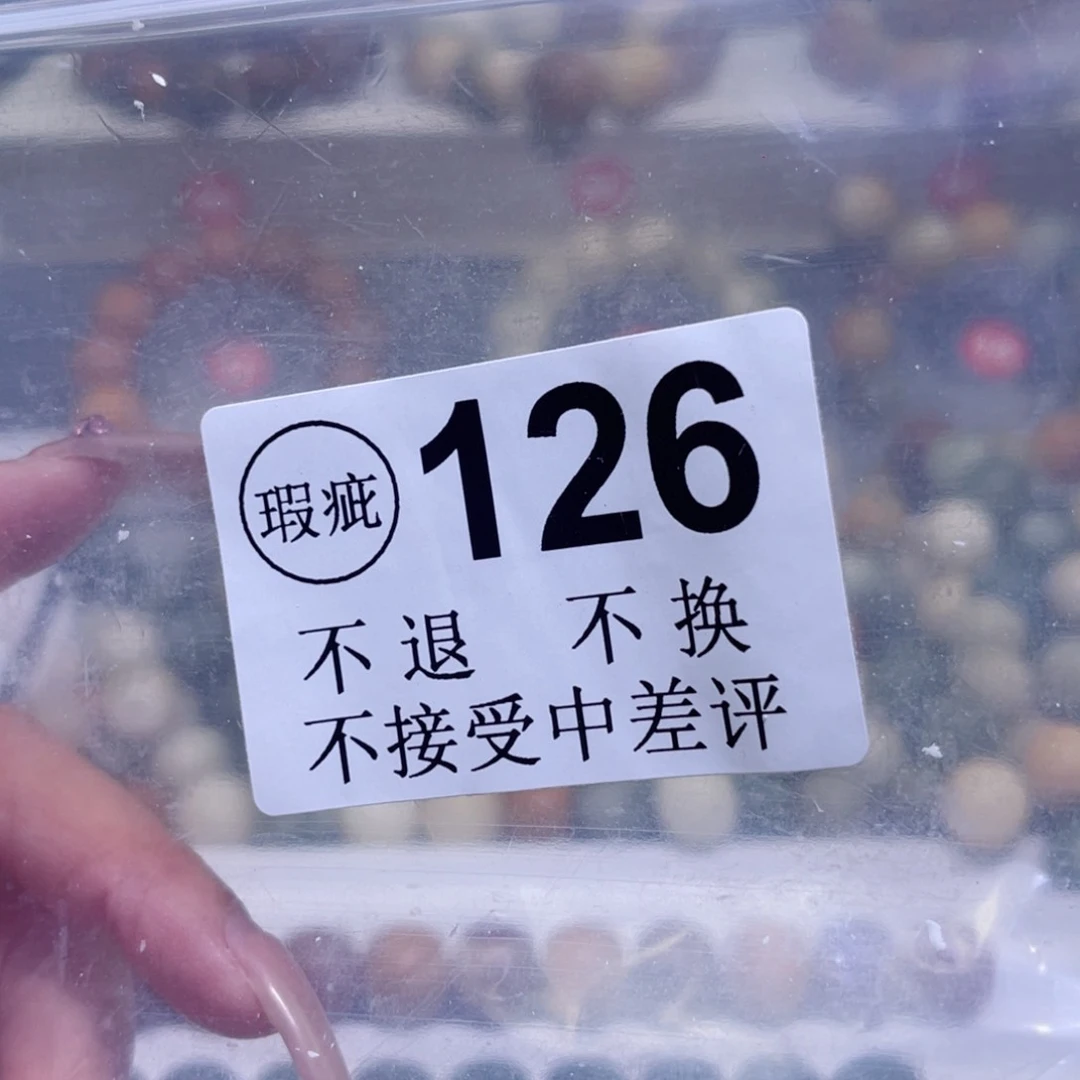 瑕疵 126
不退 不换
不接受中差评